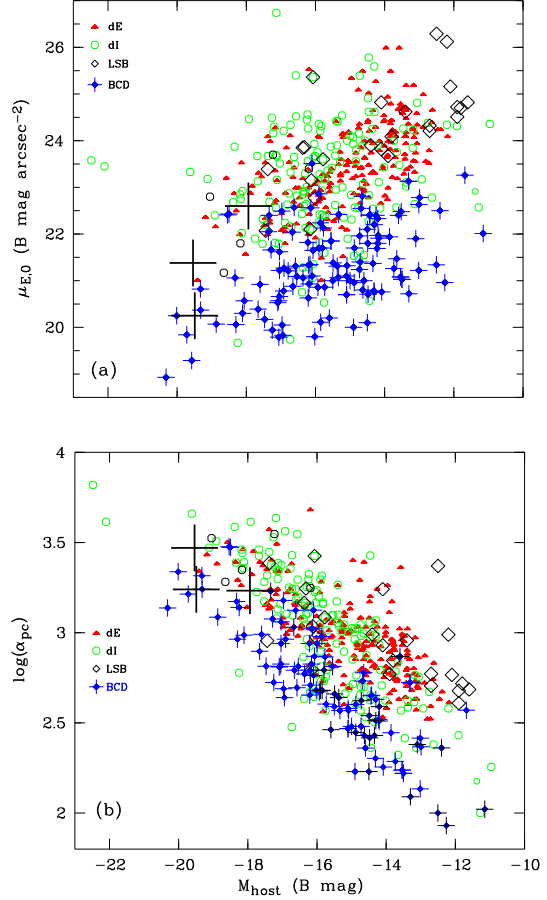 26
24
22
20
μE,0 (B mag arcsec−2)
dE
dI
LSB
BCD
(a)
4
3.5
3
2.5
2
log(αpc)
dE
dI
LSB
BCD
(b)
−22 −20 −18 −16 −14 −12 −10
Mhost (B mag)